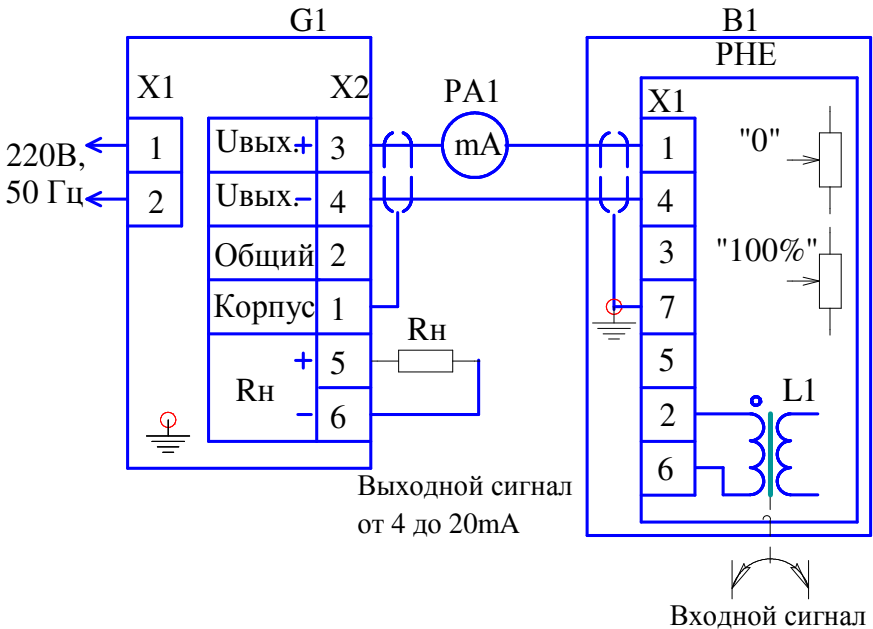 G1
B1
PHE
X1
X2
PA1
X1
220В,
50 Гц
1
2
Uвых.+
3
Uвых.−
4
Общий
2
Корпус
1
Rн
+
5
−
6
mA
Rн
1
4
3
7
5
2
6
"0"
"100%"
L1
Выходной сигнал
от 4 до 20mA
Входной сигнал